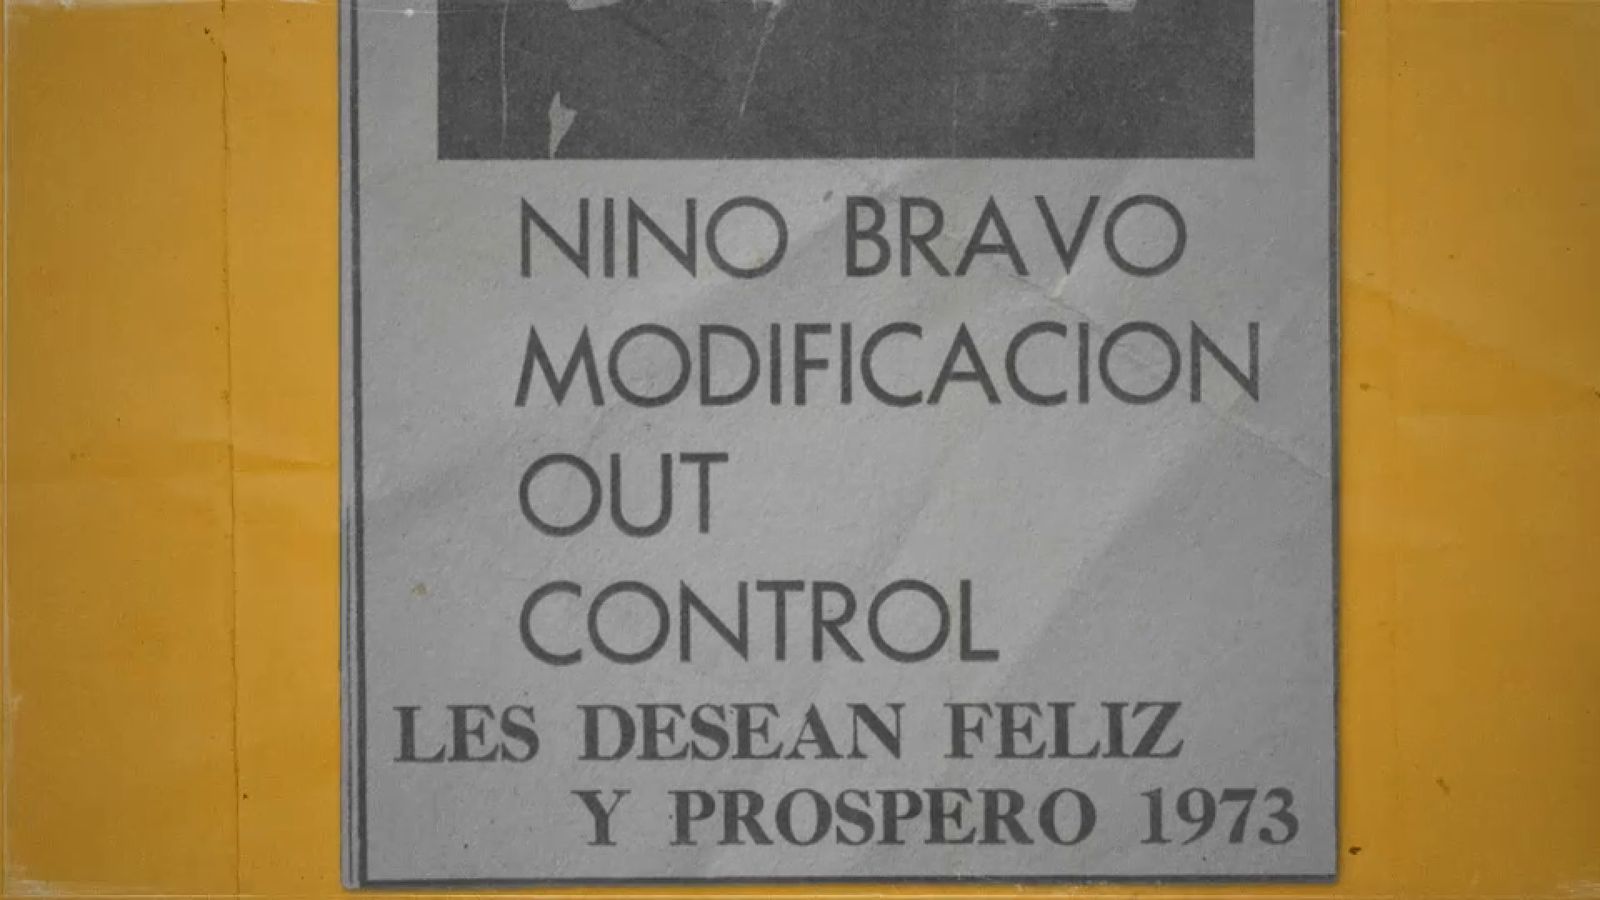 NINO BRAVO
MODIFICACION
OUT
CONTROL
LES DESEAN FELIZ
Y PROSPERO 1973